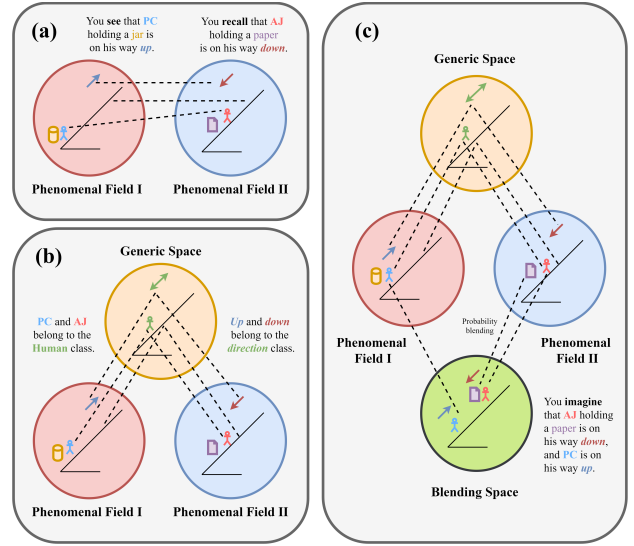 (a)
You see that PC
holding a jar is
on his way up.
You recall that AJ
holding a paper
is on his way down.
Phenomenal Field I
Phenomenal Field II
(b)
Generic Space
PC and AJ
belong to the
Human class.
Up and down
belong to the
direction class.
Phenomenal Field I
Phenomenal Field II
(c)
Generic Space
Phenomenal
Field I
Probability
blending
Phenomenal
Field II
You imagine
that AJ holding
a paper is on
his way down,
and PC is on
his way up.
Blending Space